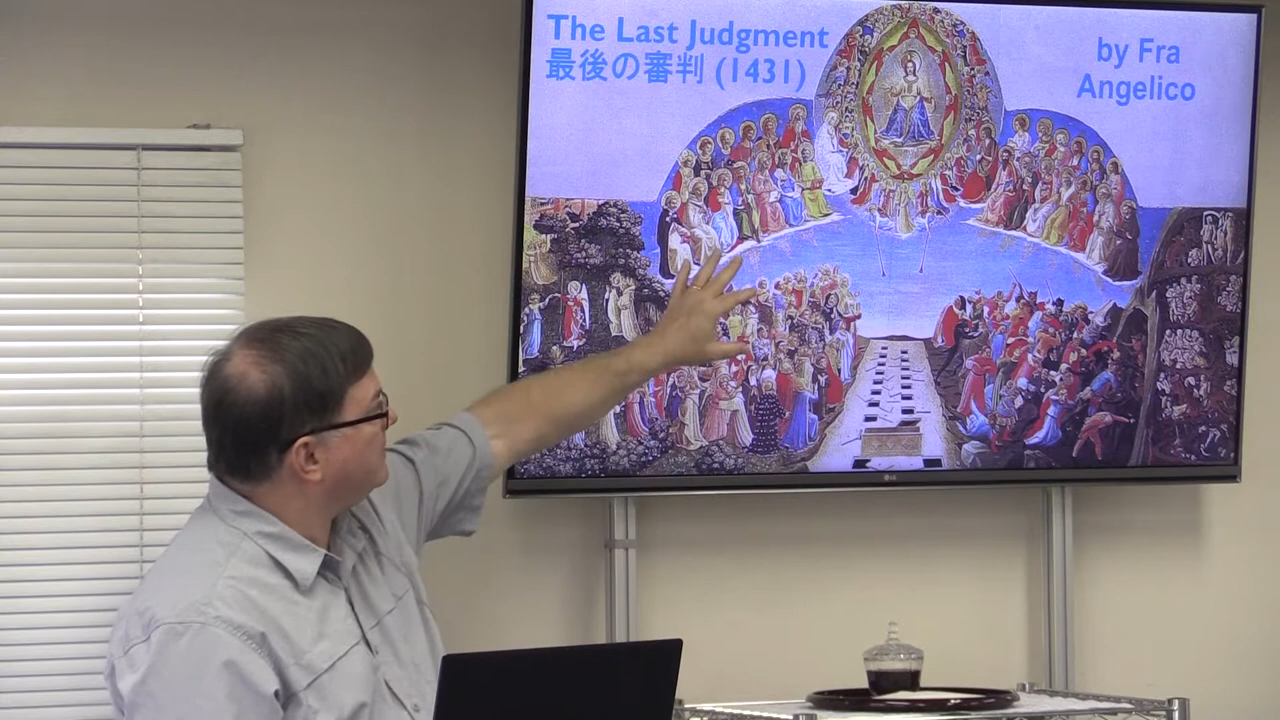 The Last Judgment
最後の審判 (1431)
by Fra
Angelico
LG